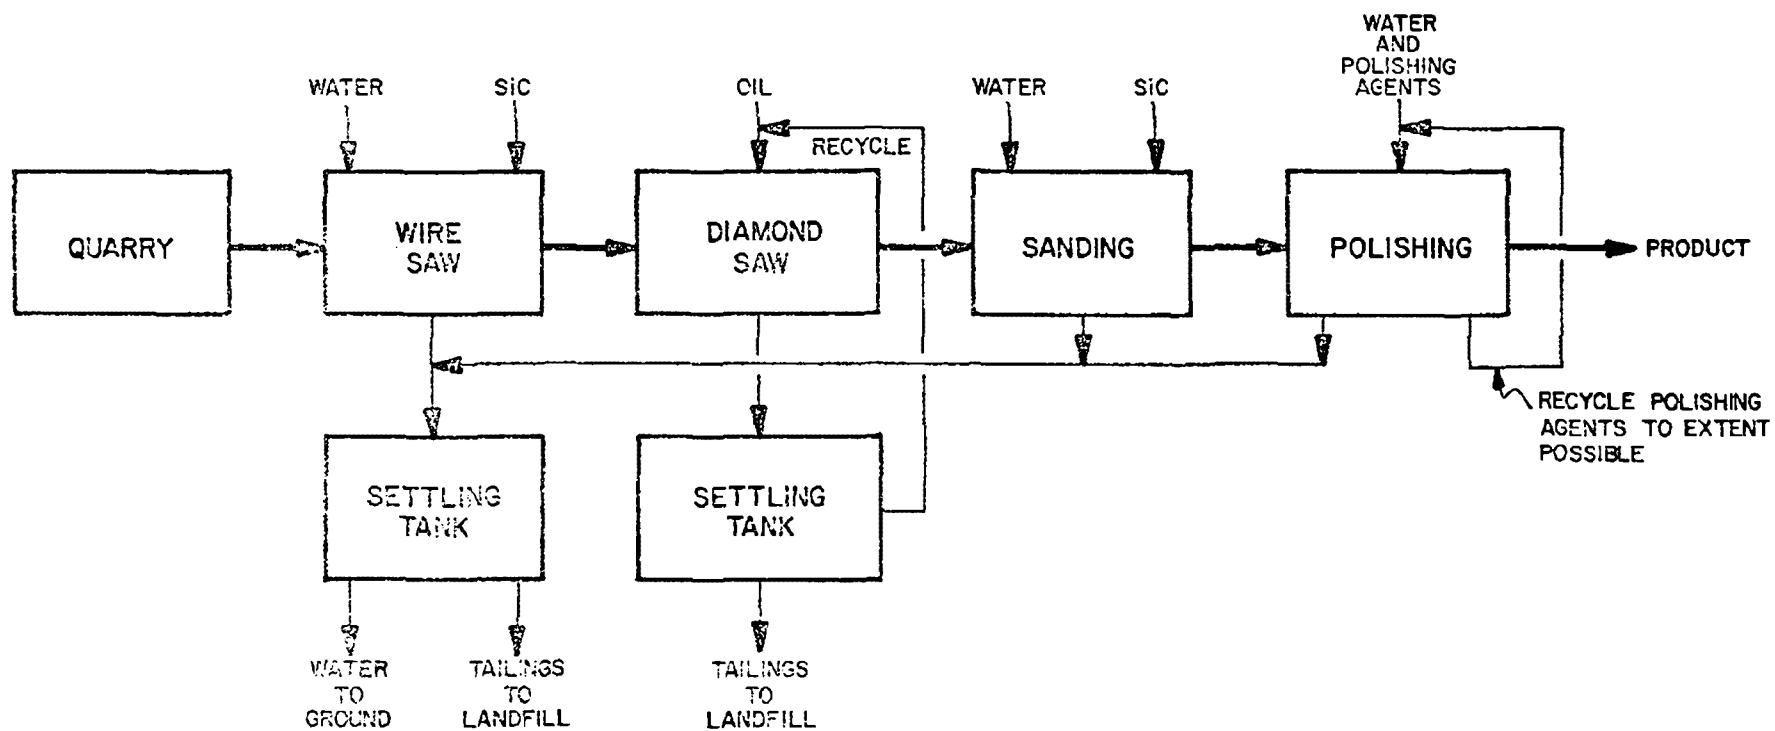 WATER
AND
POLISHING
AGENTS
WATER
SiC
OIL
WATER
SiC
RECYCLE
QUARRY
WIRE
SAW
DIAMOND
SAW
SANDING
POLISHING
PRODUCT
RECYCLE POLISHING
AGENTS TO EXTENT
POSSIBLE
SETTLING
TANK
SETTLING
TANK
WATER
TO
GROUND
TAILINGS
TO
LANDFILL
TAILINGS
TO
LANDFILL